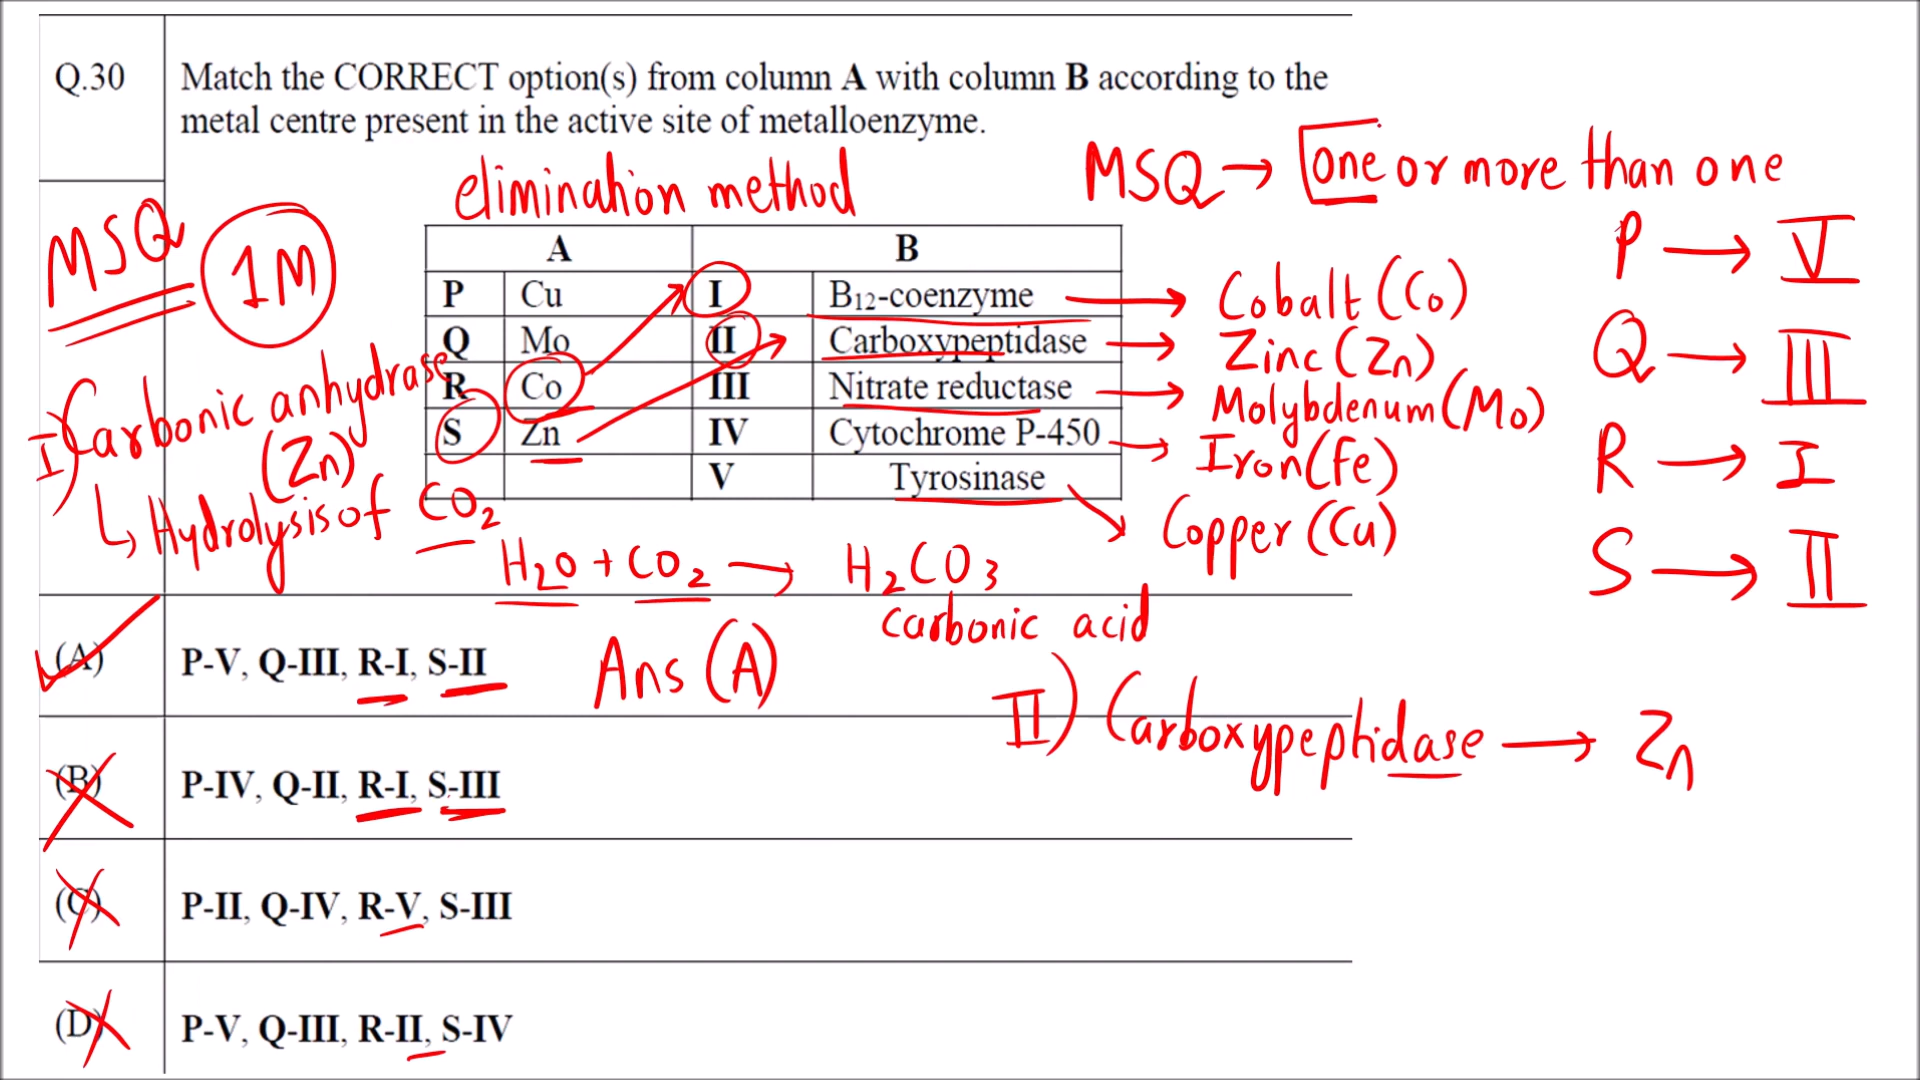 Q.30 Match the CORRECT option(s) from column A with column B according to the
metal centre present in the active site of metalloenzyme.
elimination method
MSQ → one or more than one
MSQ 1M
A B
P Cu I B₁₂-coenzyme → Cobalt (Co)
Q Mo II Carboxypeptidase → Zinc (Zn)
R Co III Nitrate reductase → Molybdenum (Mo)
S Zn IV Cytochrome P-450 → Iron (Fe)
V Tyrosinase → Copper (Cu)
P → V
Q → III
R → I
S → II
I) Carbonic anhydrase
(Zn)
↳ Hydrolysis of CO₂
H₂O + CO₂ → H₂CO₃
carbonic acid
(A) P-V, Q-III, R-I, S-II
Ans (A)
II) Carboxypeptidase → Zn
(B) P-IV, Q-II, R-I, S-III
(C) P-II, Q-IV, R-V, S-III
(D) P-V, Q-III, R-II, S-IV